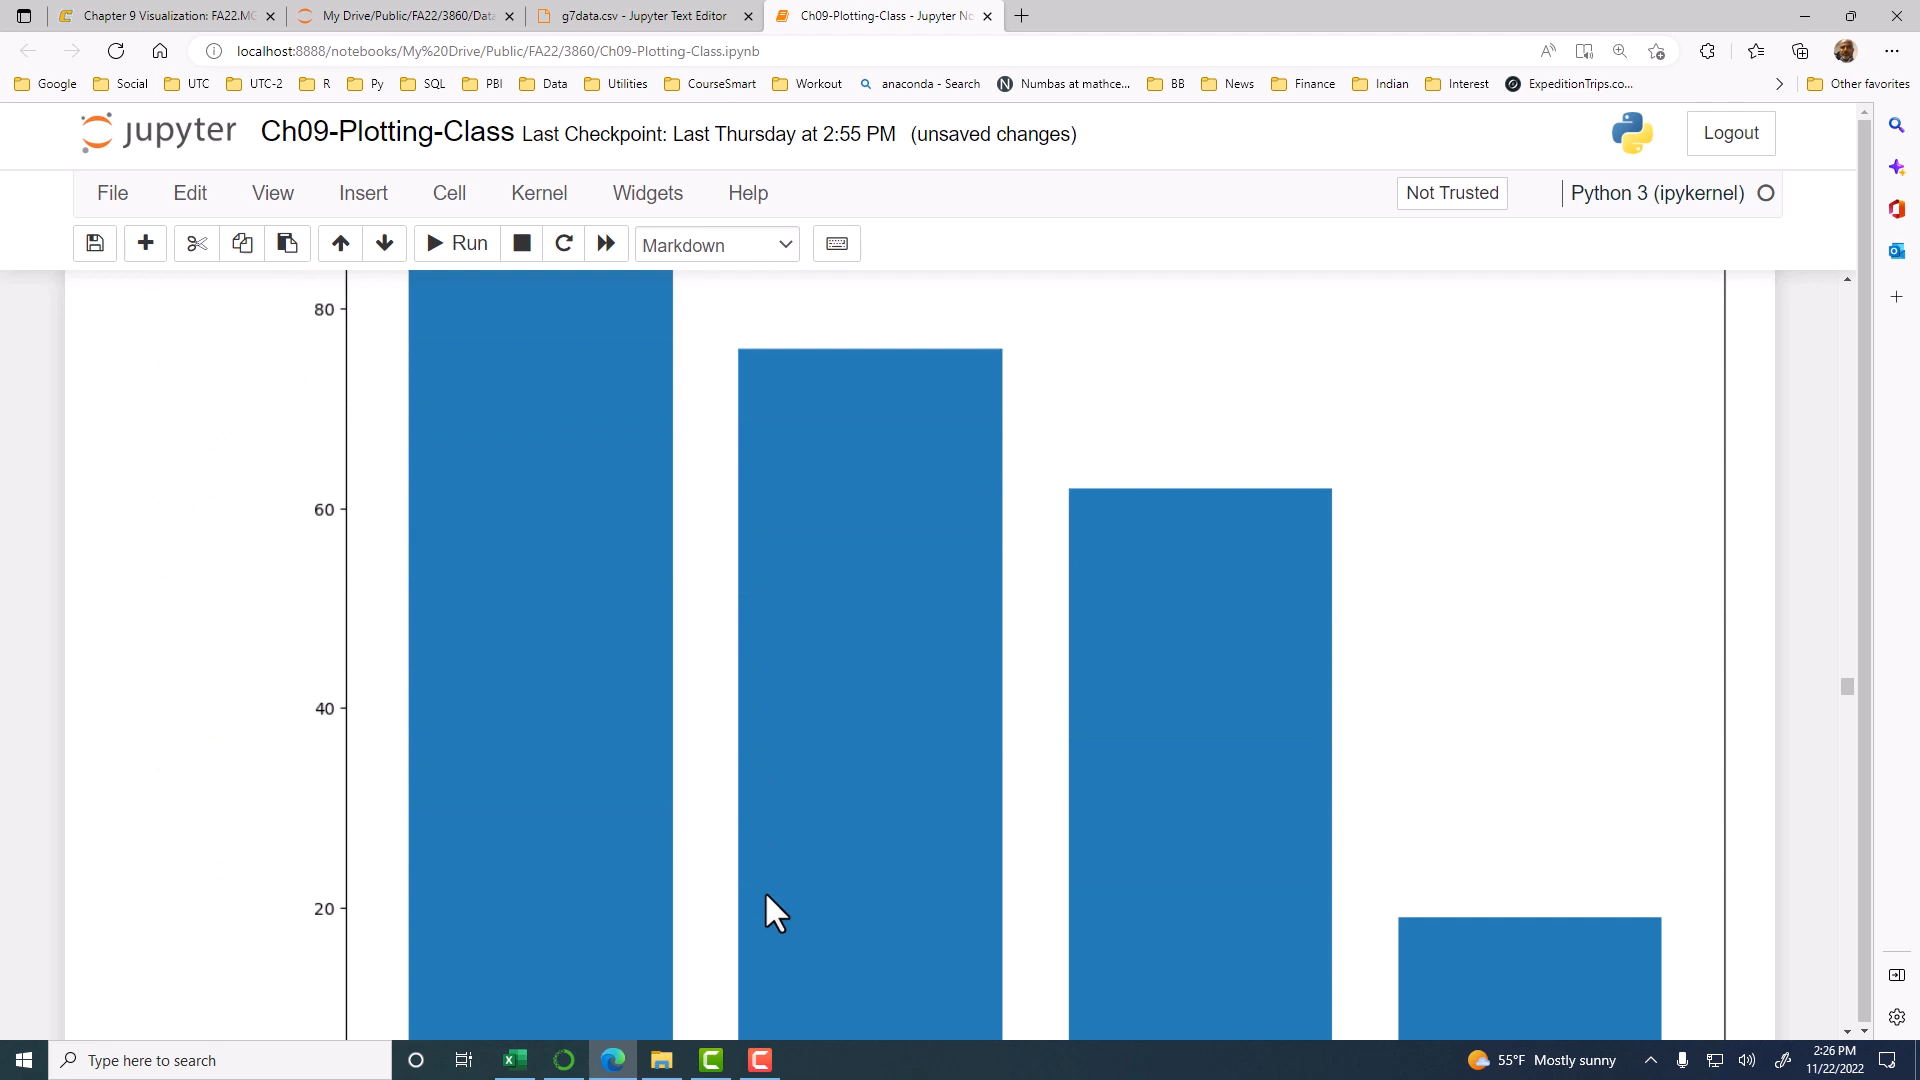 Chapter 9 Visualization: FA22.MG
My Drive/Public/FA22/3860/Data
g7data.csv - Jupyter Text Editor
Ch09-Plotting-Class - Jupyter No
localhost:8888/notebooks/My%20Drive/Public/FA22/3860/Ch09-Plotting-Class.ipynb
Google Social UTC UTC-2 R Py SQL PBI Data Utilities CourseSmart Workout anaconda - Search Numbas at mathce... BB News Finance Indian Interest ExpeditionTrips.co... Other favorites
jupyter Ch09-Plotting-Class Last Checkpoint: Last Thursday at 2:55 PM (unsaved changes) Logout
File Edit View Insert Cell Kernel Widgets Help Not Trusted Python 3 (ipykernel)
Run Markdown
80
60
40
20
Type here to search 55°F Mostly sunny 2:26 PM
11/22/2022